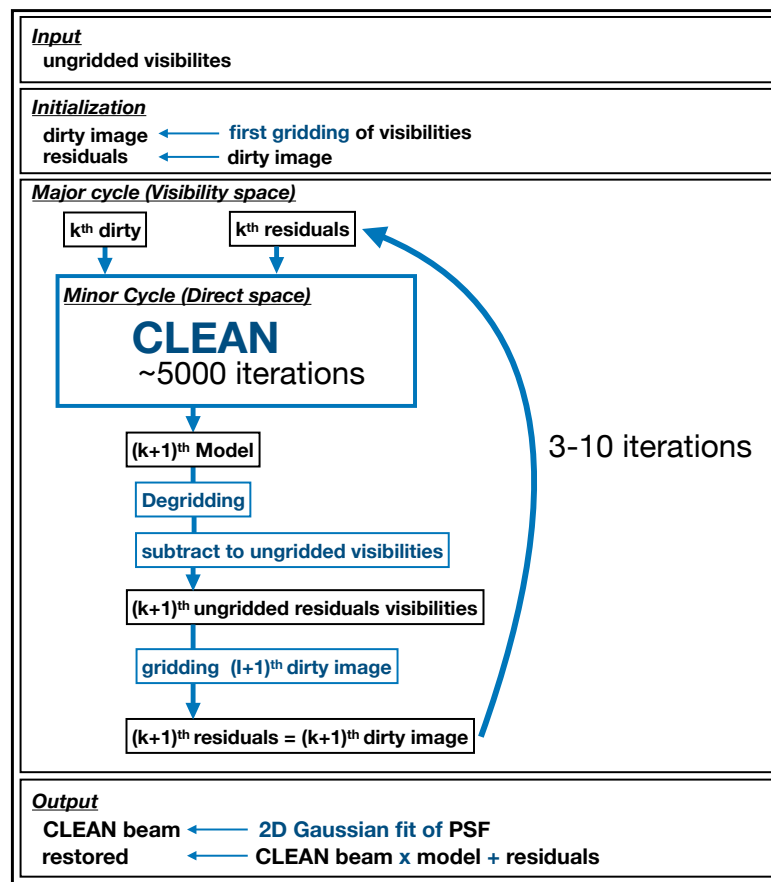 Input
ungridded visibilites
Initialization
dirty image ← first gridding of visibilities
residuals ← dirty image
Major cycle (Visibility space)
kᵗʰ dirty
kᵗʰ residuals
Minor Cycle (Direct space)
CLEAN
~5000 iterations
(k+1)ᵗʰ Model
3-10 iterations
Degridding
subtract to ungridded visibilities
(k+1)ᵗʰ ungridded residuals visibilities
gridding (l+1)ᵗʰ dirty image
(k+1)ᵗʰ residuals = (k+1)ᵗʰ dirty image
Output
CLEAN beam ← 2D Gaussian fit of PSF
restored ← CLEAN beam x model + residuals